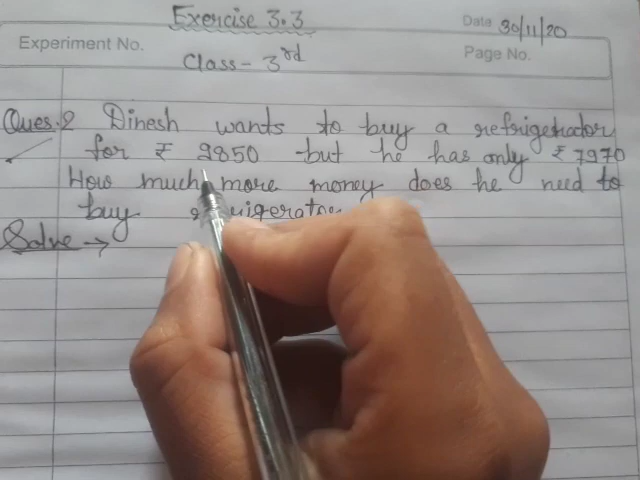 Exercise 3.3
Date 30/11/20
Experiment No.
Class - 3rd
Page No.
Ques.2 Dinesh wants to buy a refrigerator
for ₹ 9850 but he has only ₹ 7970
How much more money does he need to
buy
Solve →